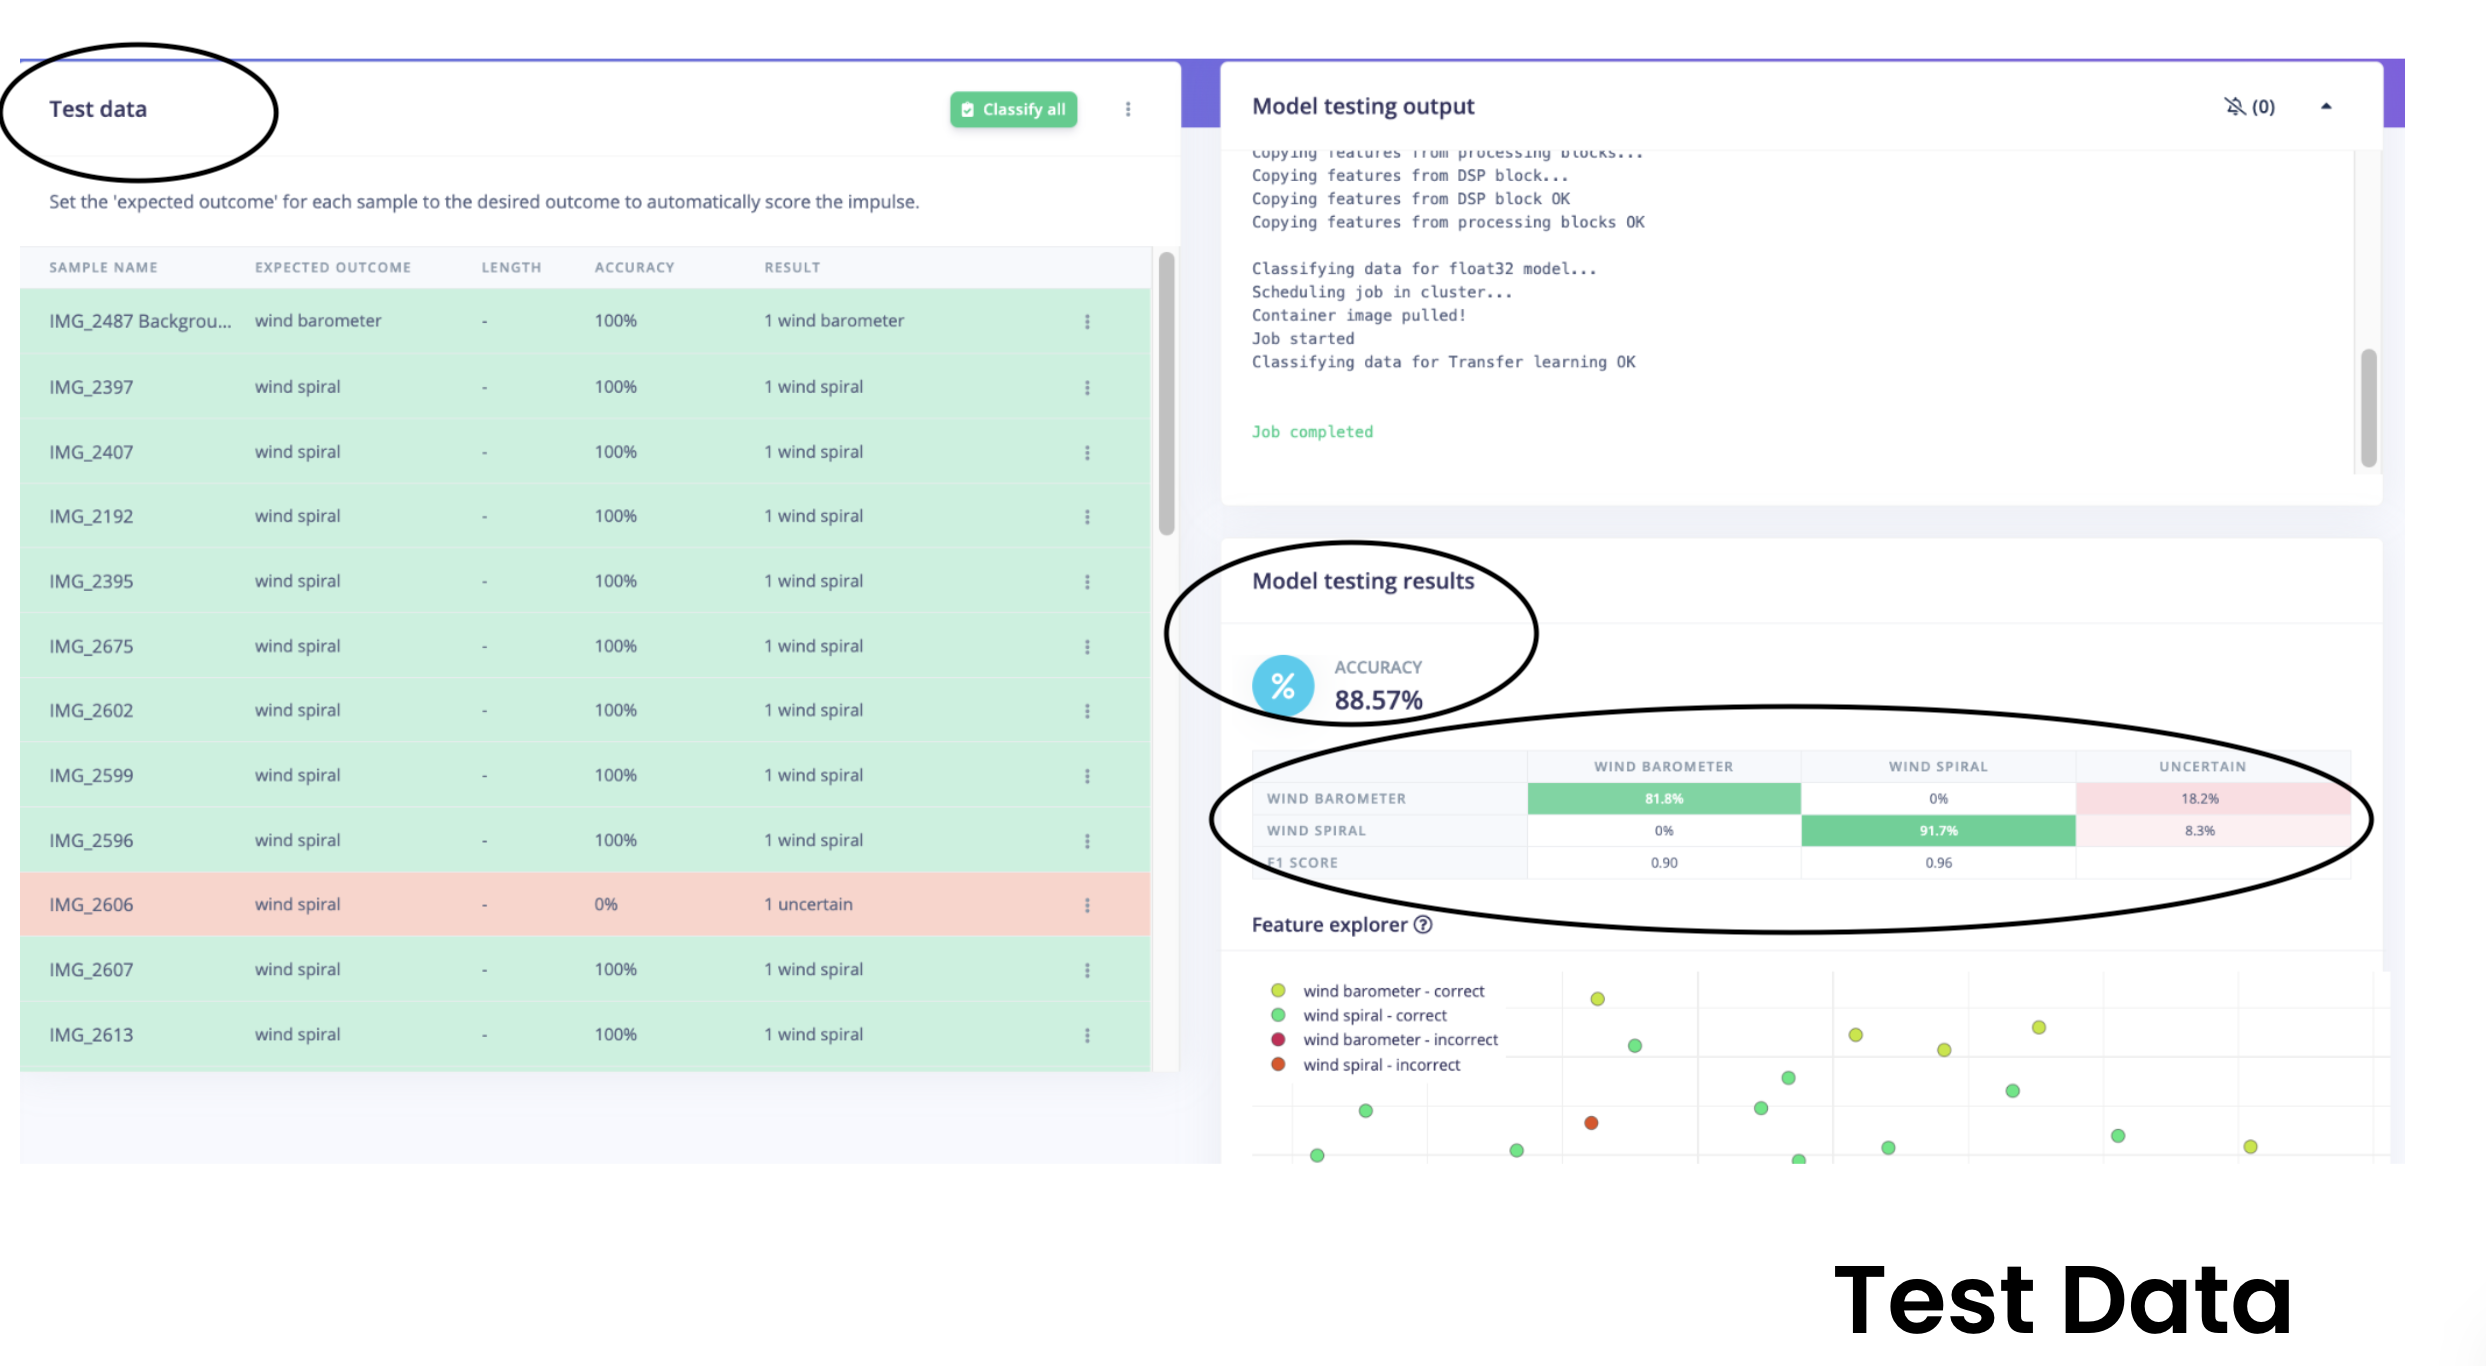 Test data
Classify all
Set the 'expected outcome' for each sample to the desired outcome to automatically score the impulse.
SAMPLE NAME EXPECTED OUTCOME LENGTH ACCURACY RESULT
IMG_2487 Backgrou... wind barometer - 100% 1 wind barometer
IMG_2397 wind spiral - 100% 1 wind spiral
IMG_2407 wind spiral - 100% 1 wind spiral
IMG_2192 wind spiral - 100% 1 wind spiral
IMG_2395 wind spiral - 100% 1 wind spiral
IMG_2675 wind spiral - 100% 1 wind spiral
IMG_2602 wind spiral - 100% 1 wind spiral
IMG_2599 wind spiral - 100% 1 wind spiral
IMG_2596 wind spiral - 100% 1 wind spiral
IMG_2606 wind spiral - 0% 1 uncertain
IMG_2607 wind spiral - 100% 1 wind spiral
IMG_2613 wind spiral - 100% 1 wind spiral
Model testing output (0)
Copying features from processing blocks...
Copying features from DSP block...
Copying features from DSP block OK
Copying features from processing blocks OK
Classifying data for float32 model...
Scheduling job in cluster...
Container image pulled!
Job started
Classifying data for Transfer learning OK
Job completed
Model testing results
% ACCURACY
88.57%
WIND BAROMETER WIND SPIRAL UNCERTAIN
WIND BAROMETER 81.8% 0% 18.2%
WIND SPIRAL 0% 91.7% 8.3%
F1 SCORE 0.90 0.96
Feature explorer ?
wind barometer - correct
wind spiral - correct
wind barometer - incorrect
wind spiral - incorrect
Test Data